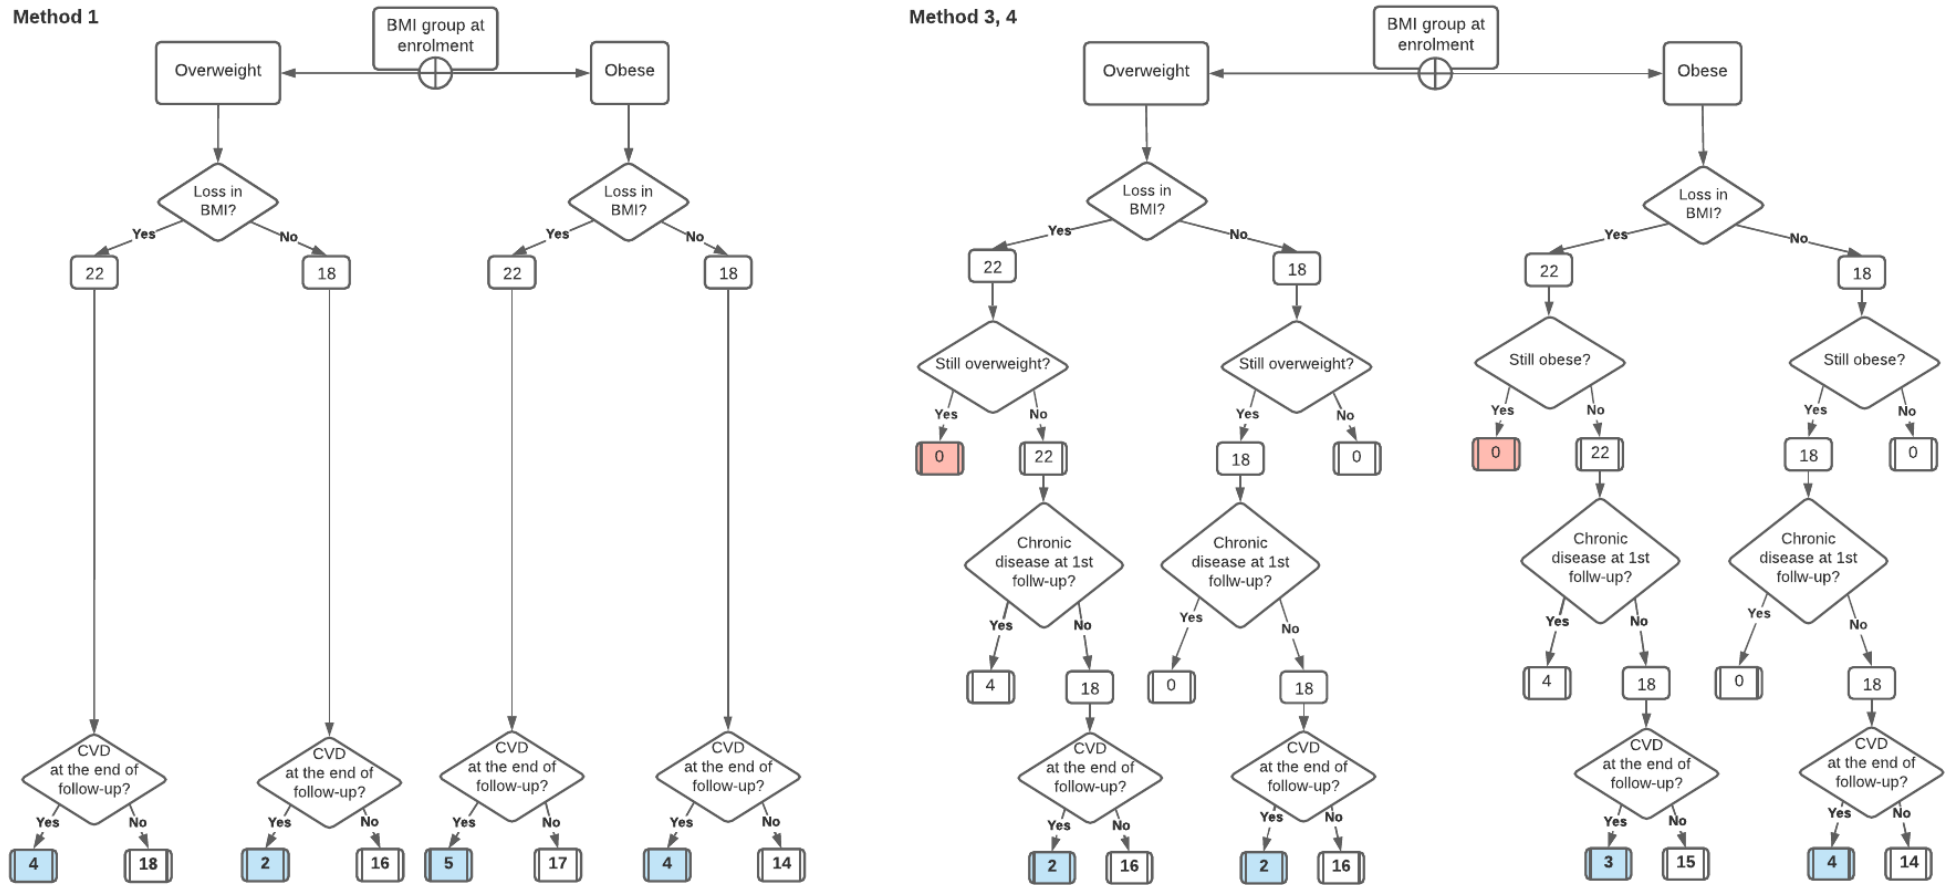 Method 1
BMI group at
enrolment
Overweight
Obese
Loss in
BMI?
Loss in
BMI?
Yes
No
Yes
No
22
18
22
18
CVD
at the end of
follow-up?
CVD
at the end of
follow-up?
CVD
at the end of
follow-up?
CVD
at the end of
follow-up?
Yes
No
Yes
No
Yes
No
Yes
No
4
18
2
16
5
17
4
14
Method 3, 4
BMI group at
enrolment
Overweight
Obese
Loss in
BMI?
Loss in
BMI?
Yes
No
Yes
No
22
18
22
18
Still overweight?
Still overweight?
Still obese?
Still obese?
Yes
No
Yes
No
Yes
No
Yes
No
0
22
18
0
0
22
18
0
Chronic
disease at 1st
follw-up?
Chronic
disease at 1st
follw-up?
Chronic
disease at 1st
follw-up?
Chronic
disease at 1st
follw-up?
Yes
No
Yes
No
Yes
No
Yes
No
4
18
0
18
4
18
0
18
CVD
at the end of
follow-up?
CVD
at the end of
follow-up?
CVD
at the end of
follow-up?
CVD
at the end of
follow-up?
Yes
No
Yes
No
Yes
No
Yes
No
2
16
2
16
3
15
4
14